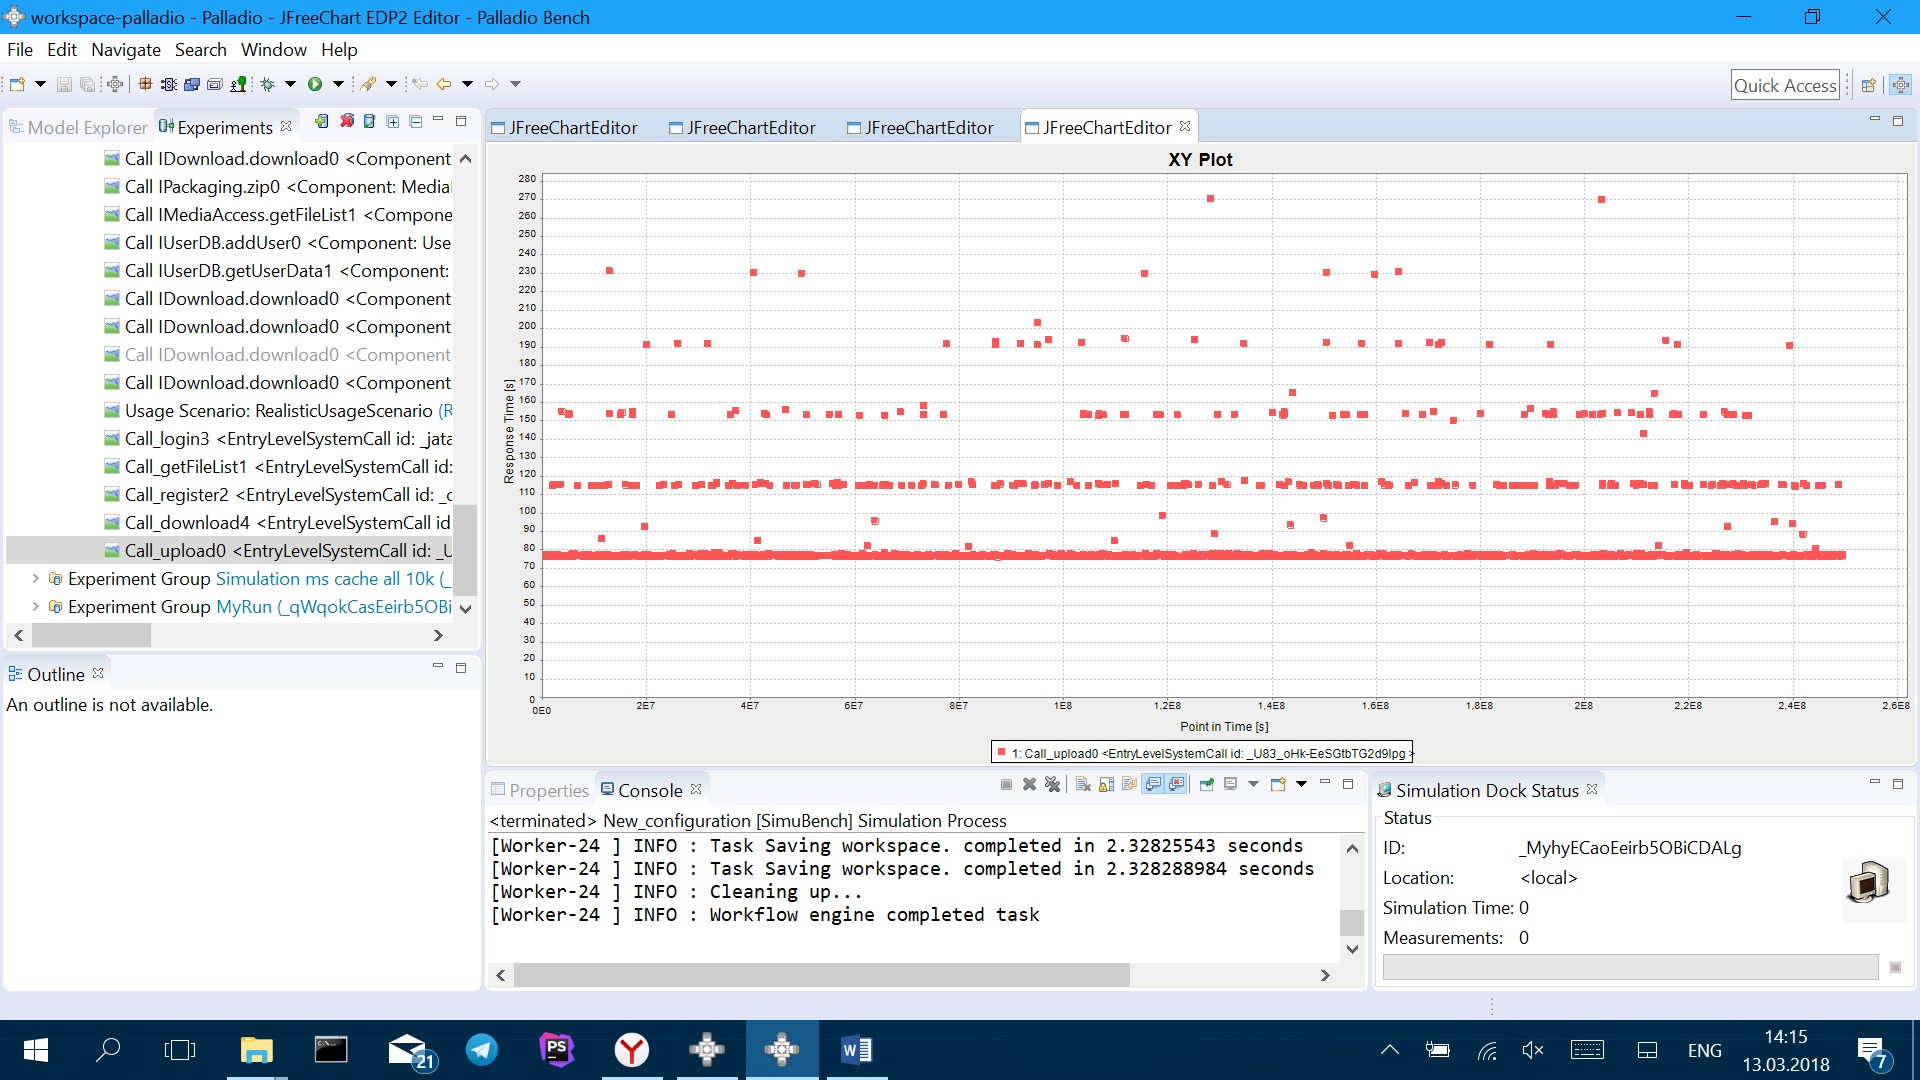 workspace-palladio - Palladio - JFreeChart EDP2 Editor - Palladio Bench
File Edit Navigate Search Window Help
Quick Access
Model Explorer Experiments
Call IDownload.download0 <Component
Call IPackaging.zip0 <Component: Media
Call IMediaAccess.getFileList1 <Compone
Call IUserDB.addUser0 <Component: Use
Call IUserDB.getUserData1 <Component:
Call IDownload.download0 <Component
Call IDownload.download0 <Component
Call IDownload.download0 <Component
Call IDownload.download0 <Component
Usage Scenario: RealisticUsageScenario (R
Call_login3 <EntryLevelSystemCall id: _jata
Call_getFileList1 <EntryLevelSystemCall id:
Call_register2 <EntryLevelSystemCall id: _c
Call_download4 <EntryLevelSystemCall id
Call_upload0 <EntryLevelSystemCall id: _U
Experiment Group Simulation ms cache all 10k (_
Experiment Group MyRun (_qWqokCasEeirb5OBi
Outline
An outline is not available.
JFreeChartEditor JFreeChartEditor JFreeChartEditor JFreeChartEditor
XY Plot
280
270
260
250
240
230
220
210
200
190
180
170
160
150
140
130
120
110
100
90
80
70
60
50
40
30
20
10
0
Response Time [s]
0E0 2E7 4E7 6E7 8E7 1E8 1,2E8 1,4E8 1,6E8 1,8E8 2E8 2,2E8 2,4E8 2,6E8
Point in Time [s]
1: Call_upload0 <EntryLevelSystemCall id: _U83_oHk-EeSGtbTG2d9Ipg >
Properties Console
<terminated> New_configuration [SimuBench] Simulation Process
[Worker-24 ] INFO : Task Saving workspace. completed in 2.32825543 seconds
[Worker-24 ] INFO : Task Saving workspace. completed in 2.328288984 seconds
[Worker-24 ] INFO : Cleaning up...
[Worker-24 ] INFO : Workflow engine completed task
Simulation Dock Status
Status
ID: _MyhyECaoEeirb5OBiCDALg
Location: <local>
Simulation Time: 0
Measurements: 0
21
PS
ENG
14:15
13.03.2018
7